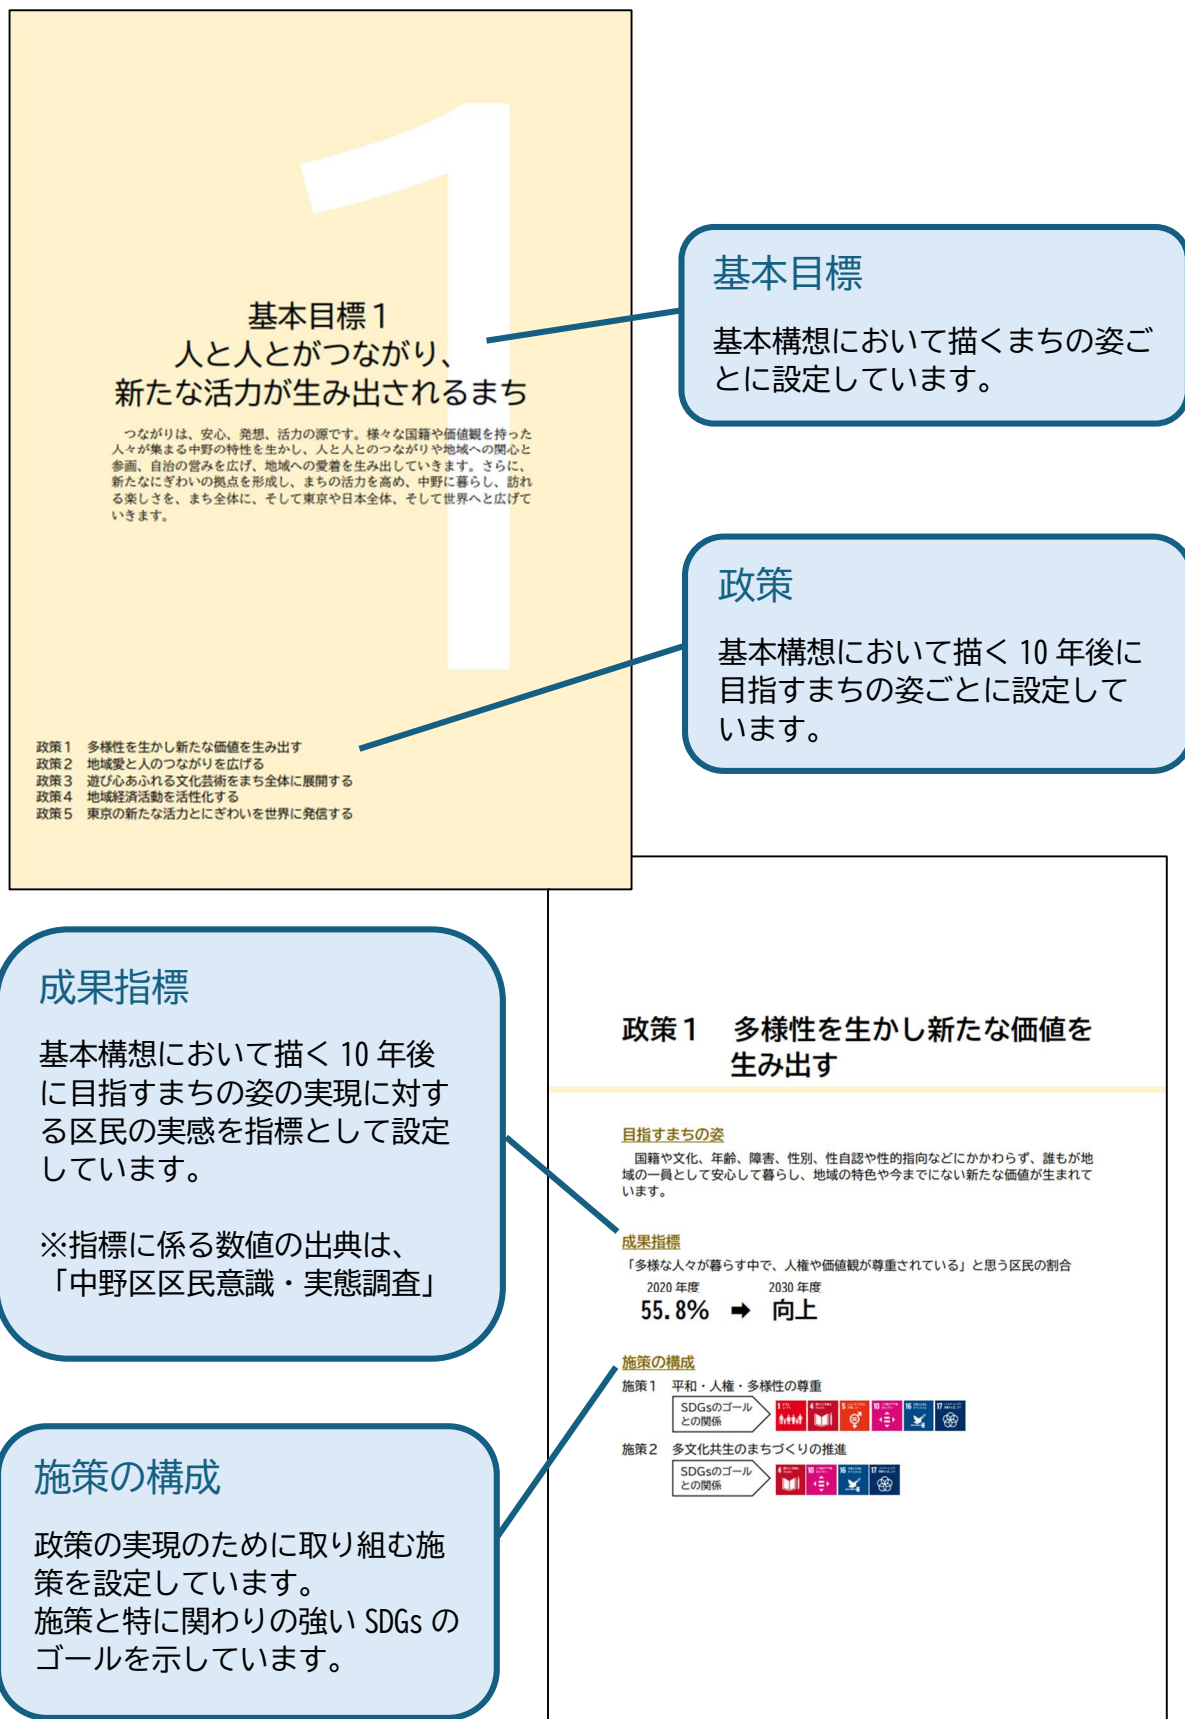 1
基本目標１
人と人とがつながり、
新たな活力が生み出されるまち
つながりは、安心、発想、活力の源です。様々な国籍や価値観を持った
人々が集まる中野の特性を生かし、人と人とのつながりや地域への関心と
参画、自治の営みを広げ、地域への愛着を生み出していきます。さらに、
新たなにぎわいの拠点を形成し、まちの活力を高め、中野に暮らし、訪れ
る楽しさを、まち全体に、そして東京や日本全体、そして世界へと広げて
いきます。
政策１　多様性を生かし新たな価値を生み出す
政策２　地域愛と人のつながりを広げる
政策３　遊び心あふれる文化芸術をまち全体に展開する
政策４　地域経済活動を活性化する
政策５　東京の新たな活力とにぎわいを世界に発信する
基本目標
基本構想において描くまちの姿ご
とに設定しています。
政策
基本構想において描く 10 年後に
目指すまちの姿ごとに設定して
います。
成果指標
基本構想において描く 10 年後
に目指すまちの姿の実現に対す
る区民の実感を指標として設定
しています。
※指標に係る数値の出典は、
「中野区区民意識・実態調査」
施策の構成
政策の実現のために取り組む施
策を設定しています。
施策と特に関わりの強い SDGs の
ゴールを示しています。
政策１　多様性を生かし新たな価値を
生み出す
目指すまちの姿
国籍や文化、年齢、障害、性別、性自認や性的指向などにかかわらず、誰もが地
域の一員として安心して暮らし、地域の特色や今までにない新たな価値が生まれて
います。
成果指標
「多様な人々が暮らす中で、人権や価値観が尊重されている」と思う区民の割合
2020 年度　2030 年度
55.8% ➡ 向上
施策の構成
施策１　平和・人権・多様性の尊重
SDGsのゴール
との関係
1 4 5 10 16 17
施策２　多文化共生のまちづくりの推進
SDGsのゴール
との関係
4 10 16 17